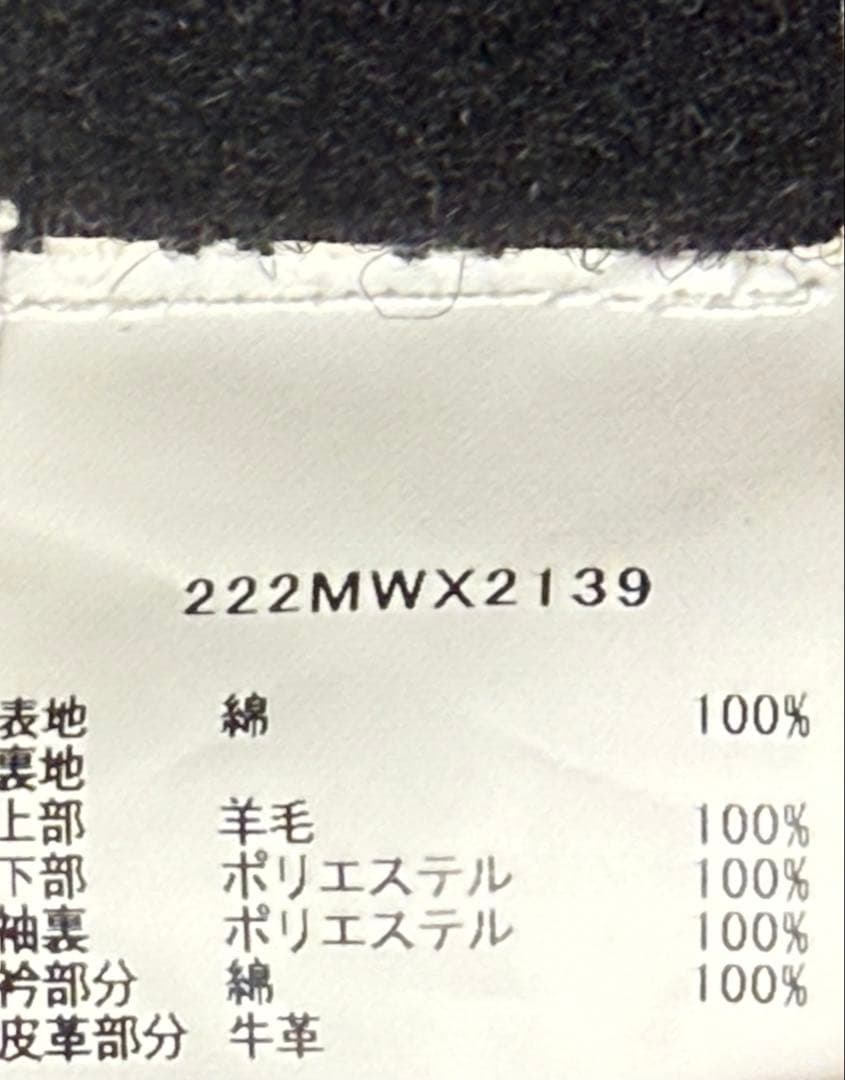 222MWX2139
表地 綿 100%
裏地
上部 羊毛 100%
下部 ポリエステル 100%
袖裏 ポリエステル 100%
衿部分 綿 100%
皮革部分 牛革